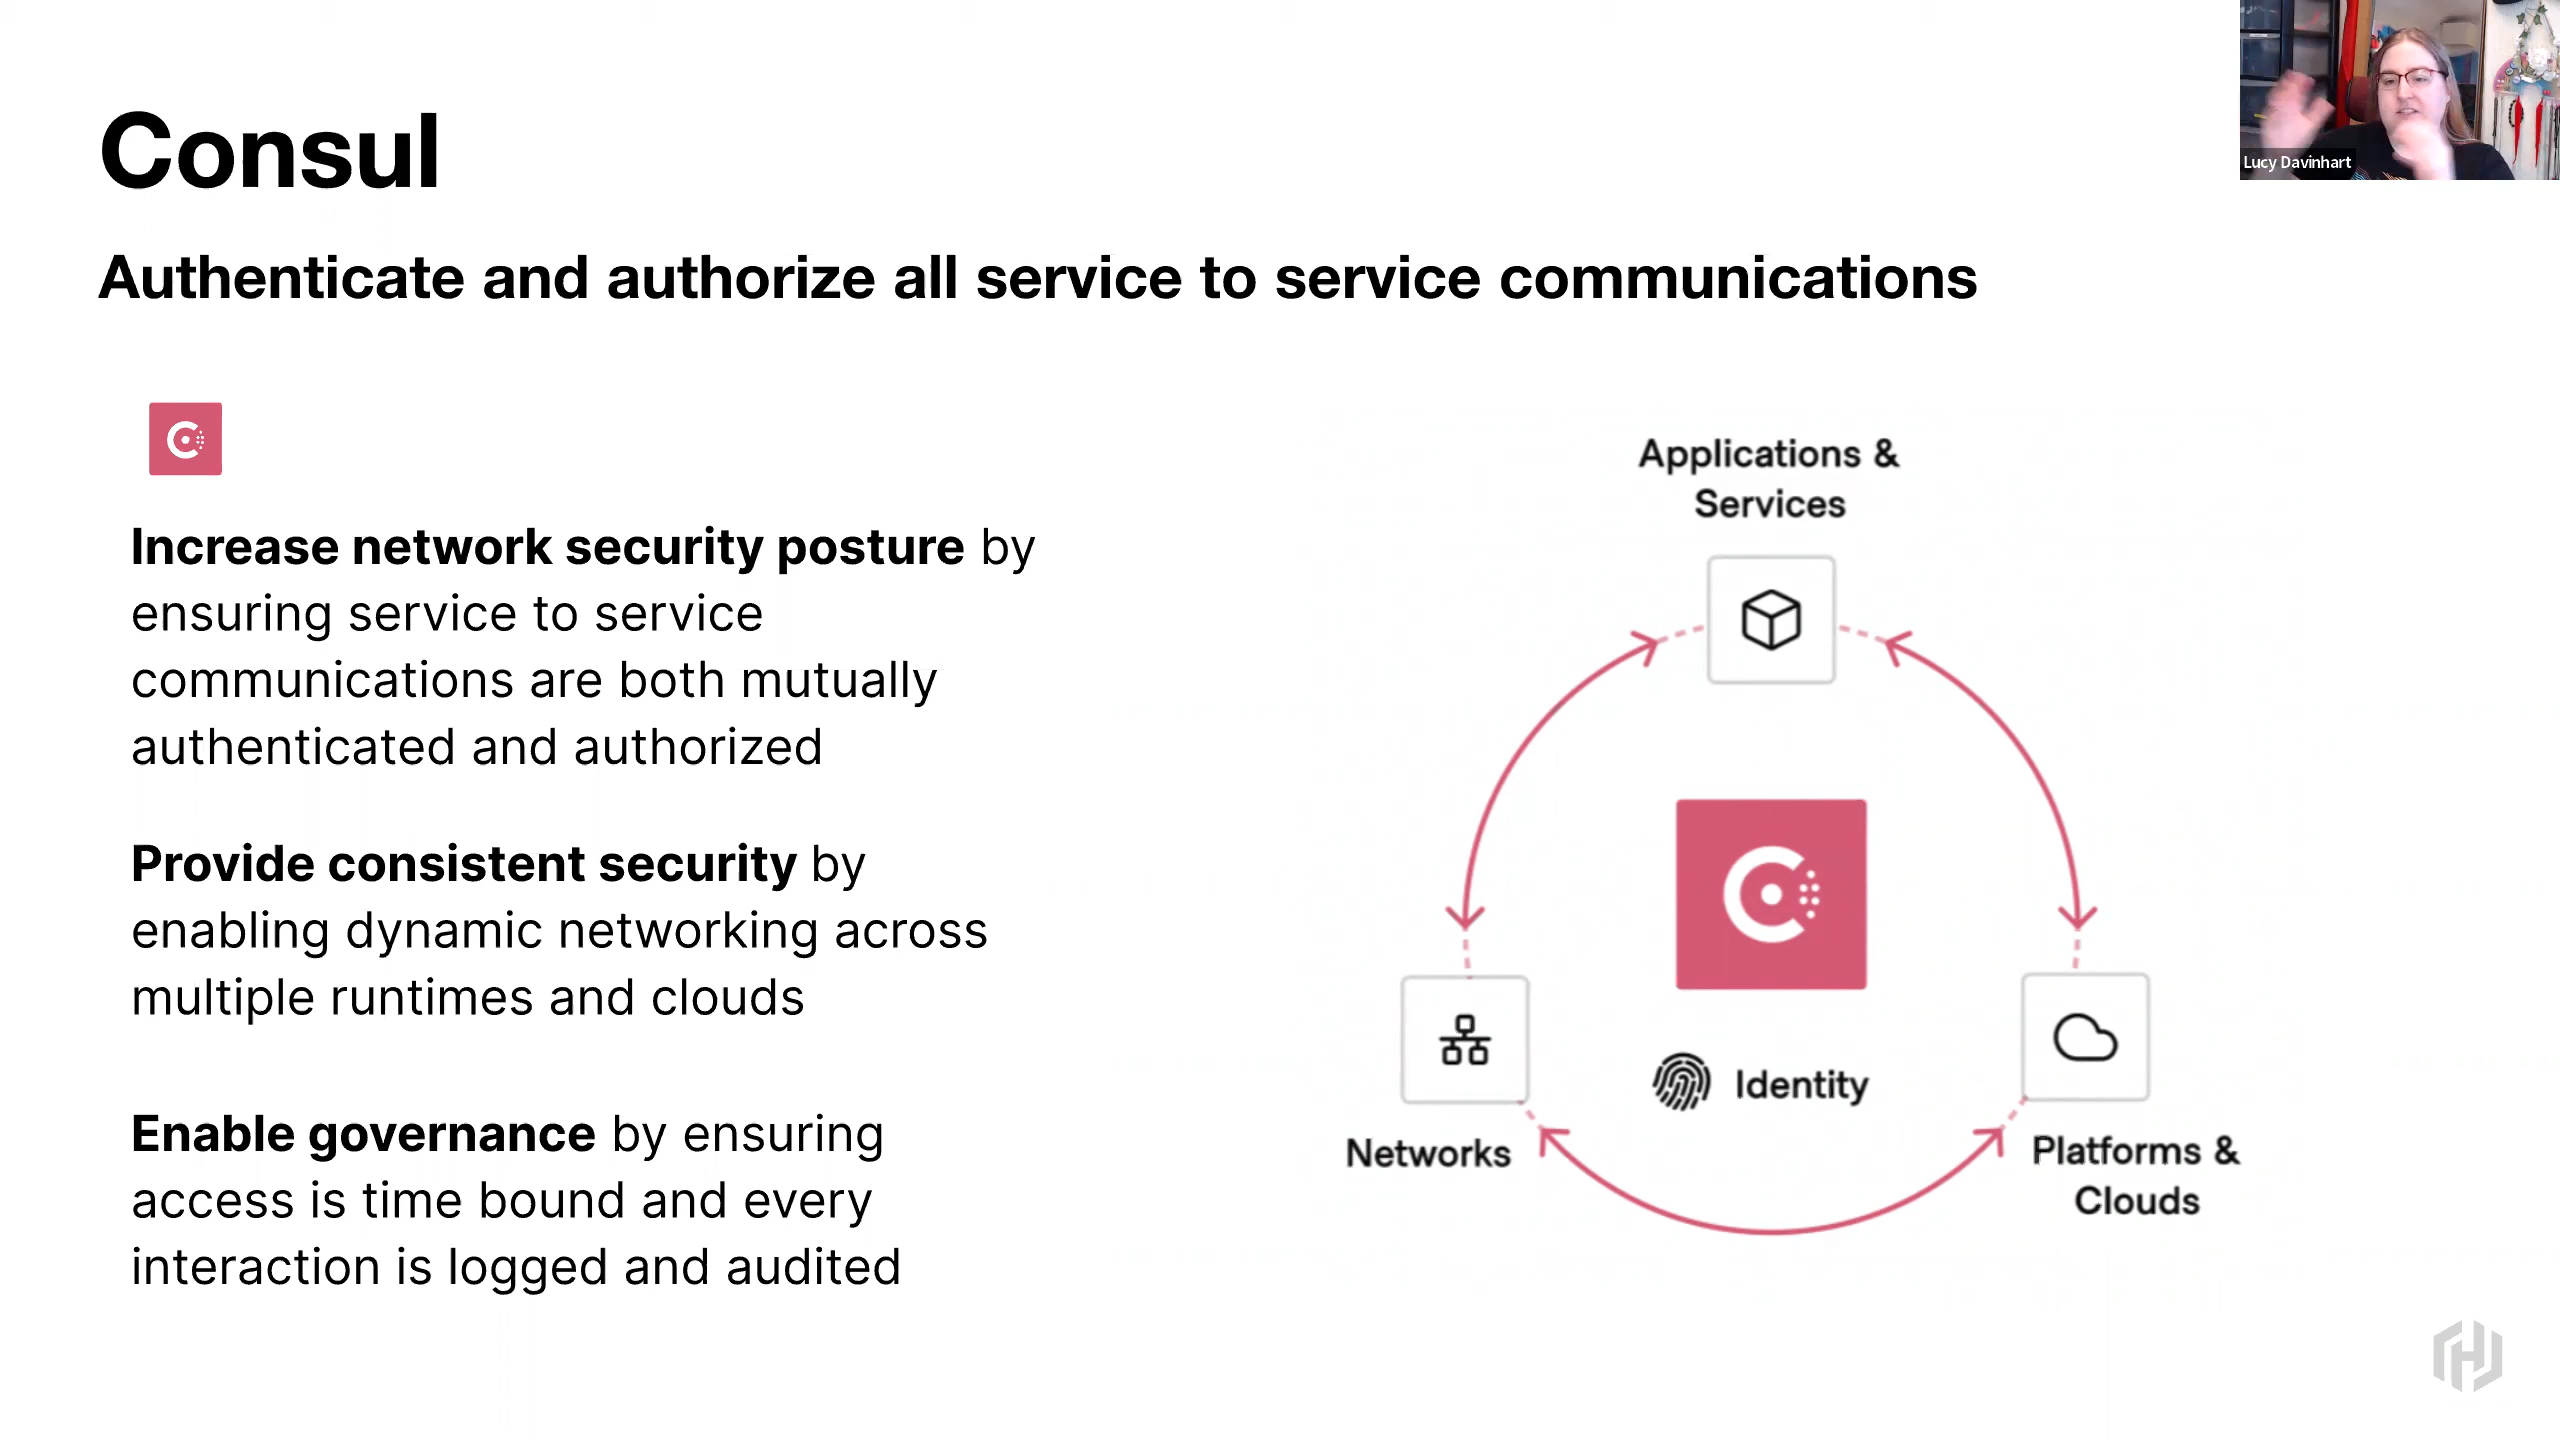 Consul
Lucy Davinhart
Authenticate and authorize all service to service communications
Increase network security posture by
ensuring service to service
communications are both mutually
authenticated and authorized
Provide consistent security by
enabling dynamic networking across
multiple runtimes and clouds
Enable governance by ensuring
access is time bound and every
interaction is logged and audited
Applications &
Services
Identity
Networks
Platforms &
Clouds